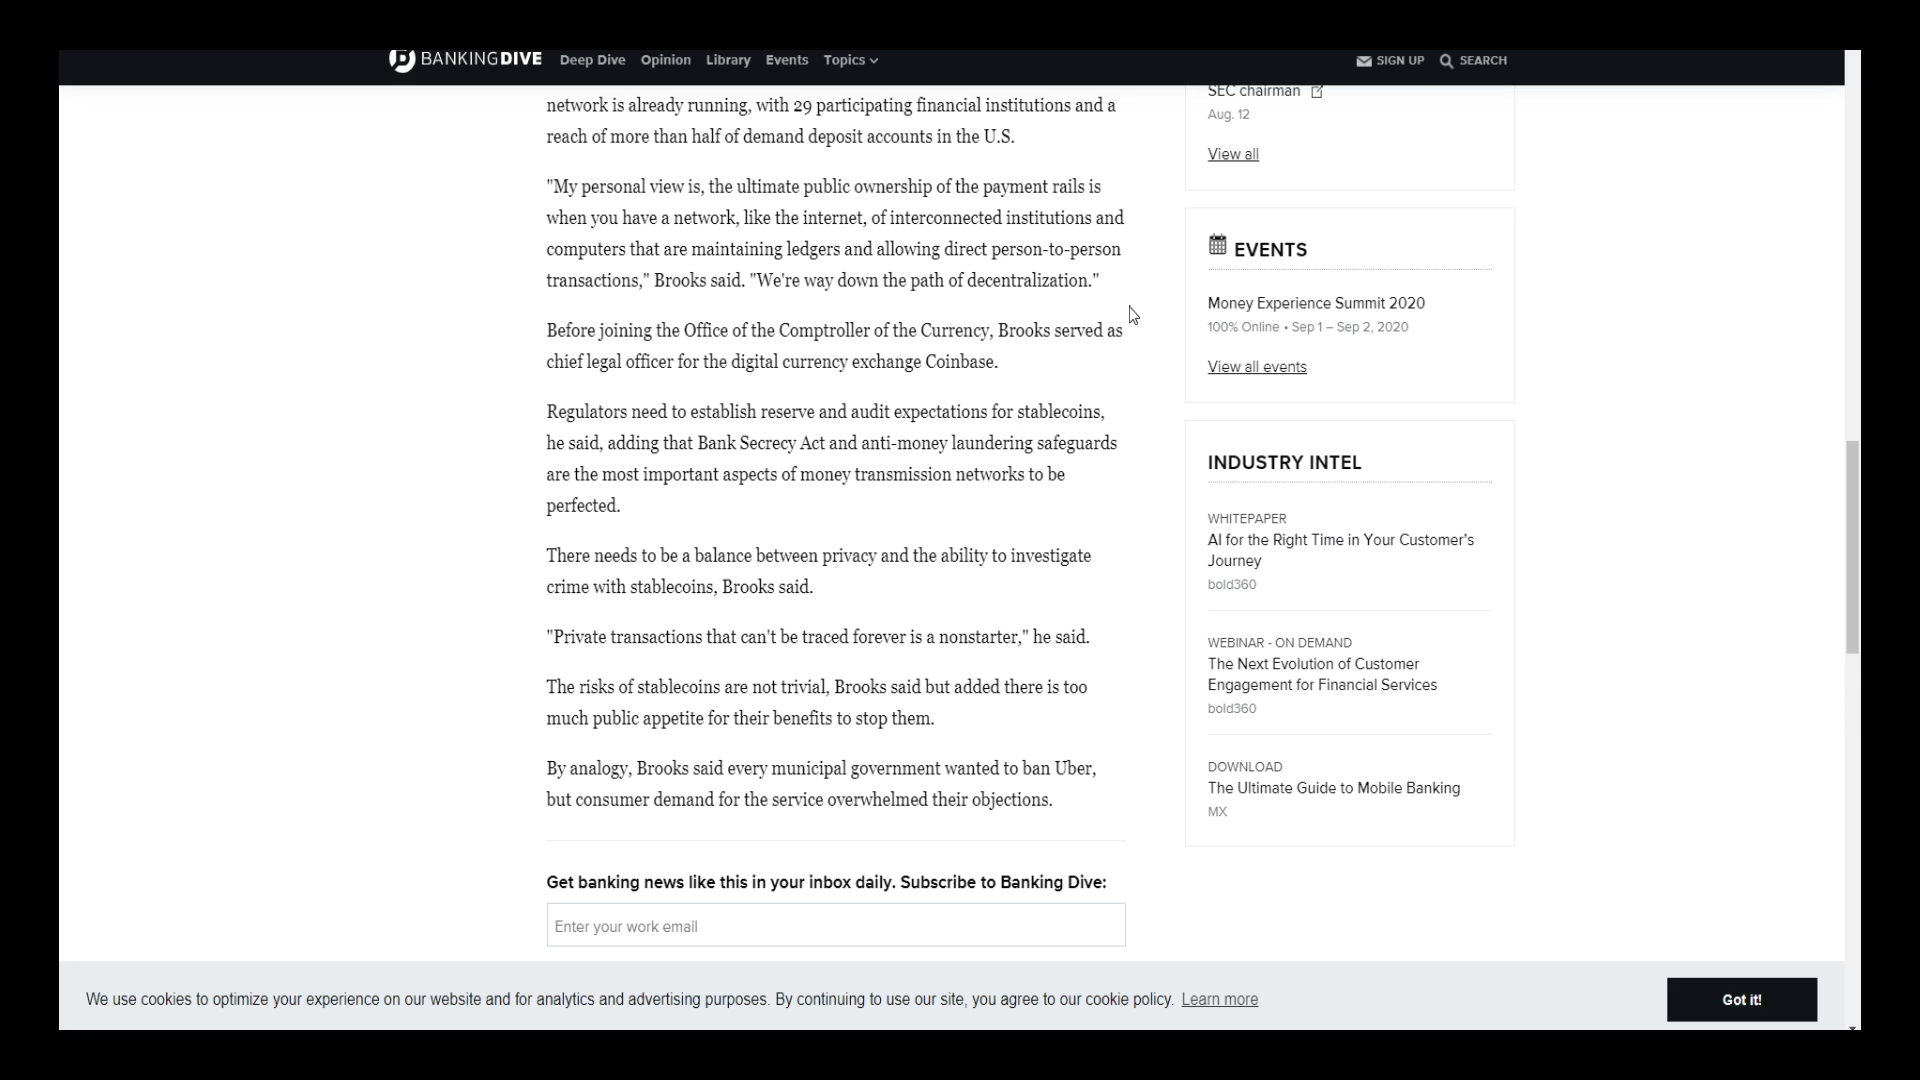 BANKINGDIVE Deep Dive Opinion Library Events Topics SIGN UP SEARCH
network is already running, with 29 participating financial institutions and a
reach of more than half of demand deposit accounts in the U.S.
"My personal view is, the ultimate public ownership of the payment rails is
when you have a network, like the internet, of interconnected institutions and
computers that are maintaining ledgers and allowing direct person-to-person
transactions," Brooks said. "We're way down the path of decentralization."
Before joining the Office of the Comptroller of the Currency, Brooks served as
chief legal officer for the digital currency exchange Coinbase.
Regulators need to establish reserve and audit expectations for stablecoins,
he said, adding that Bank Secrecy Act and anti-money laundering safeguards
are the most important aspects of money transmission networks to be
perfected.
There needs to be a balance between privacy and the ability to investigate
crime with stablecoins, Brooks said.
"Private transactions that can't be traced forever is a nonstarter," he said.
The risks of stablecoins are not trivial, Brooks said but added there is too
much public appetite for their benefits to stop them.
By analogy, Brooks said every municipal government wanted to ban Uber,
but consumer demand for the service overwhelmed their objections.
Get banking news like this in your inbox daily. Subscribe to Banking Dive:
Enter your work email
SEC chairman
Aug. 12
View all
EVENTS
Money Experience Summit 2020
100% Online • Sep 1 – Sep 2, 2020
View all events
INDUSTRY INTEL
WHITEPAPER
AI for the Right Time in Your Customer's
Journey
bold360
WEBINAR - ON DEMAND
The Next Evolution of Customer
Engagement for Financial Services
bold360
DOWNLOAD
The Ultimate Guide to Mobile Banking
MX
We use cookies to optimize your experience on our website and for analytics and advertising purposes. By continuing to use our site, you agree to our cookie policy. Learn more
Got it!